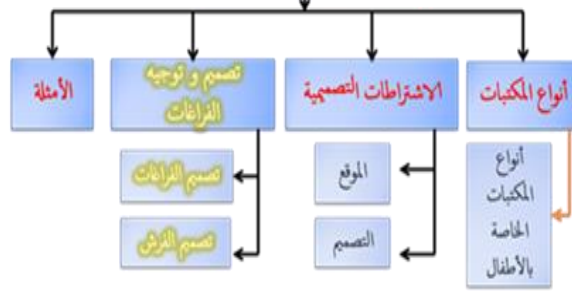 أنواع المكتبات
الاشتراطات التصميمية
تصميم و توجيه
الفراغات
الأمثلة
أنواع
المكتبات
الخاصة
بالأطفال
الموقع
التصميم
تصميم الفراغات
تصميم الفرش